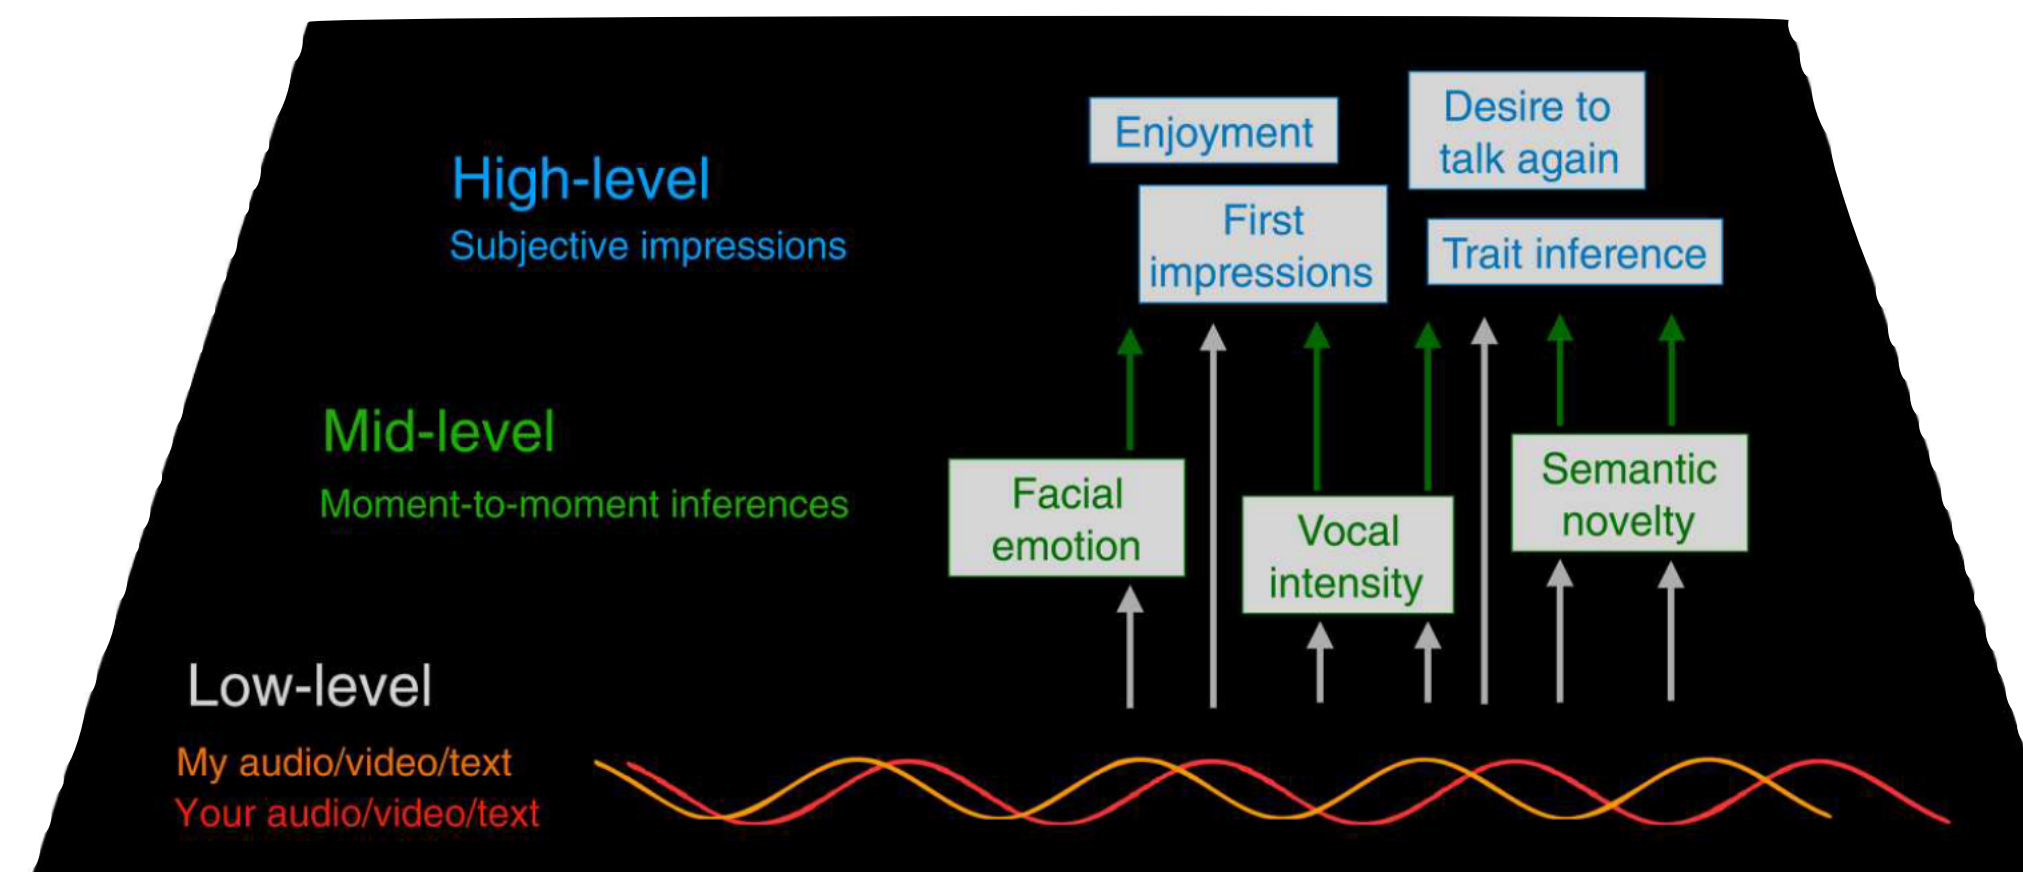 High-level
Subjective impressions
Enjoyment
Desire to
talk again
First
impressions
Trait inference
Mid-level
Moment-to-moment inferences
Facial
emotion
Vocal
intensity
Semantic
novelty
Low-level
My audio/video/text
Your audio/video/text